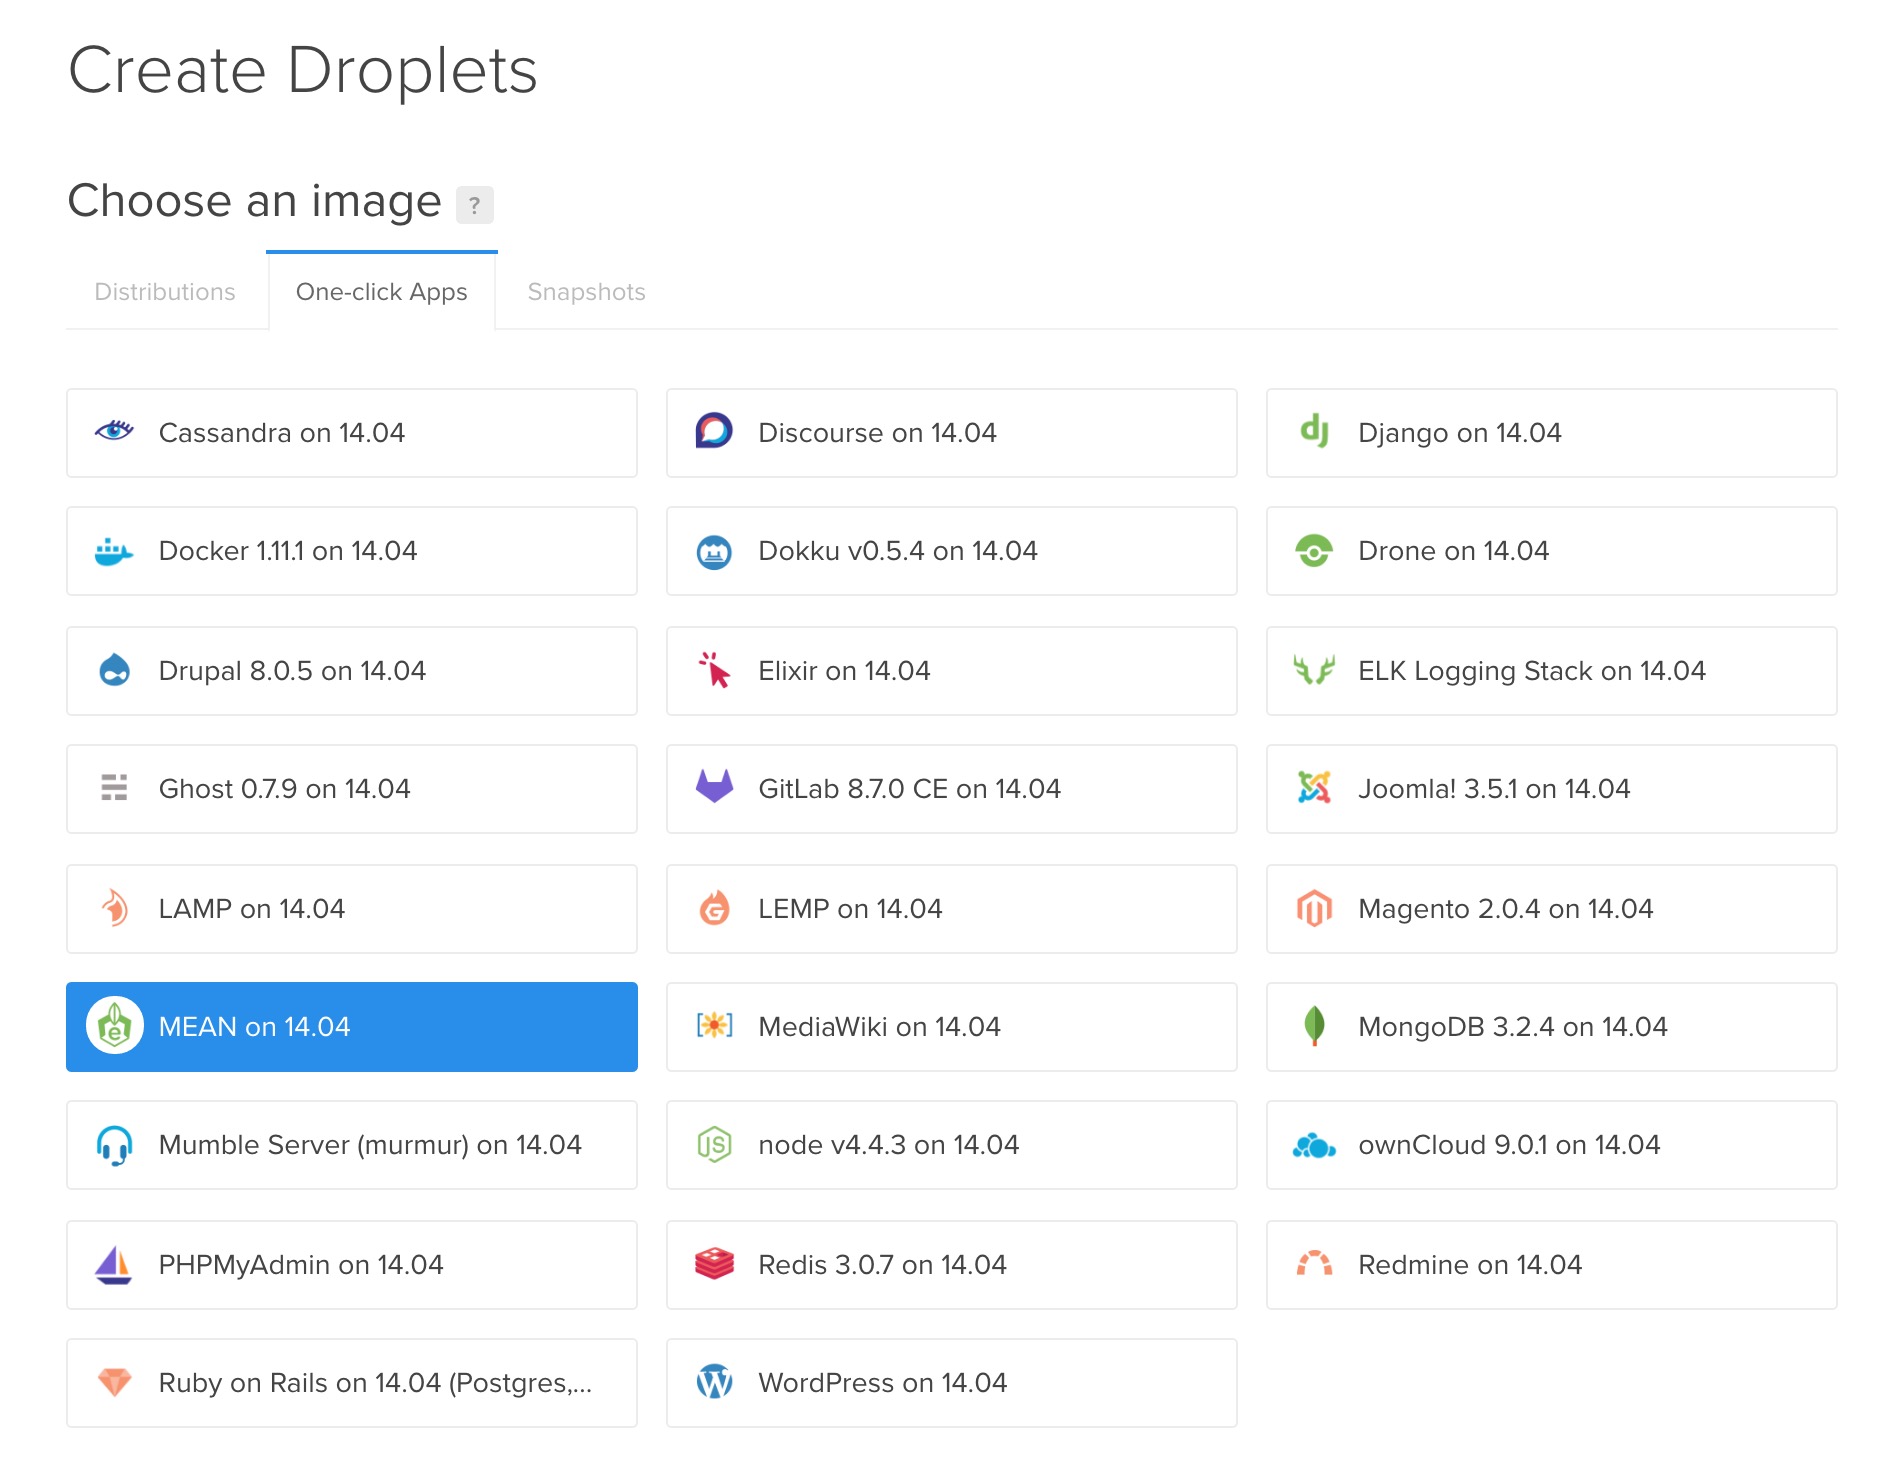 Create Droplets
Choose an image ?
Distributions One-click Apps Snapshots
Cassandra on 14.04 Discourse on 14.04 Django on 14.04
Docker 1.11.1 on 14.04 Dokku v0.5.4 on 14.04 Drone on 14.04
Drupal 8.0.5 on 14.04 Elixir on 14.04 ELK Logging Stack on 14.04
Ghost 0.7.9 on 14.04 GitLab 8.7.0 CE on 14.04 Joomla! 3.5.1 on 14.04
LAMP on 14.04 LEMP on 14.04 Magento 2.0.4 on 14.04
MEAN on 14.04 MediaWiki on 14.04 MongoDB 3.2.4 on 14.04
Mumble Server (murmur) on 14.04 node v4.4.3 on 14.04 ownCloud 9.0.1 on 14.04
PHPMyAdmin on 14.04 Redis 3.0.7 on 14.04 Redmine on 14.04
Ruby on Rails on 14.04 (Postgres,... WordPress on 14.04